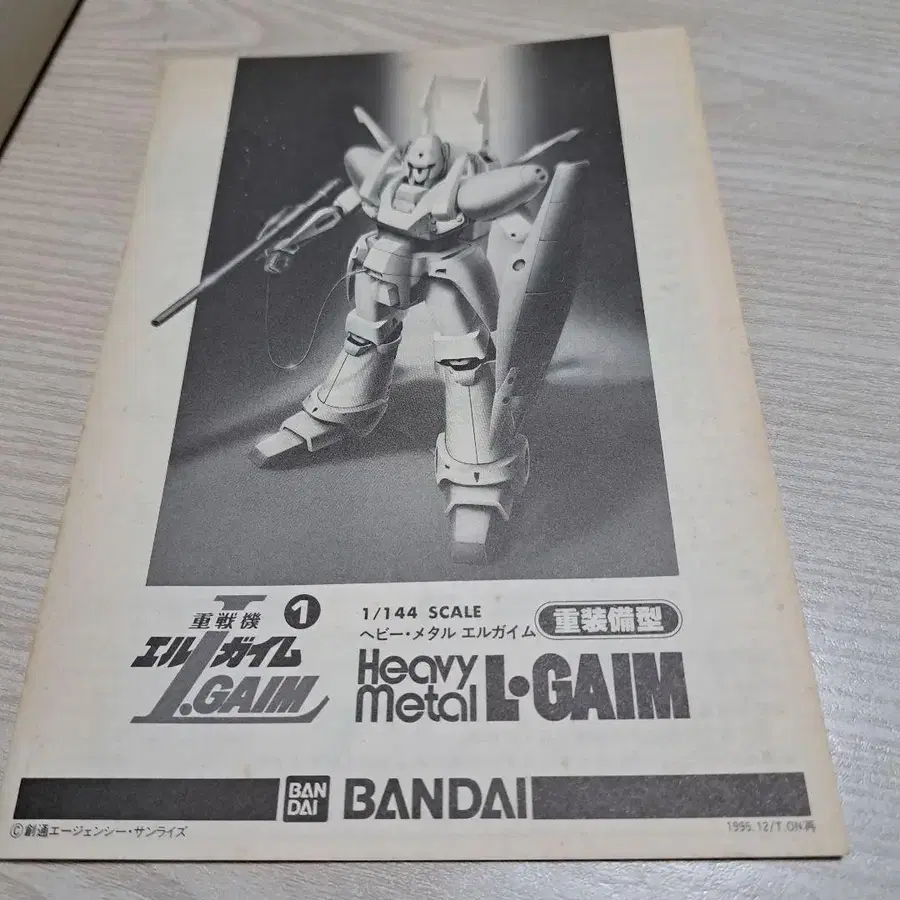 重戦機
エルガイム
L.GAIM
1
1/144 SCALE
ヘビー・メタル エルガイム
重装備型
Heavy Metal
L·GAIM
BAN
DAI
BANDAI
©創通エージェンシー・サンライズ
1995.12/T.ON再